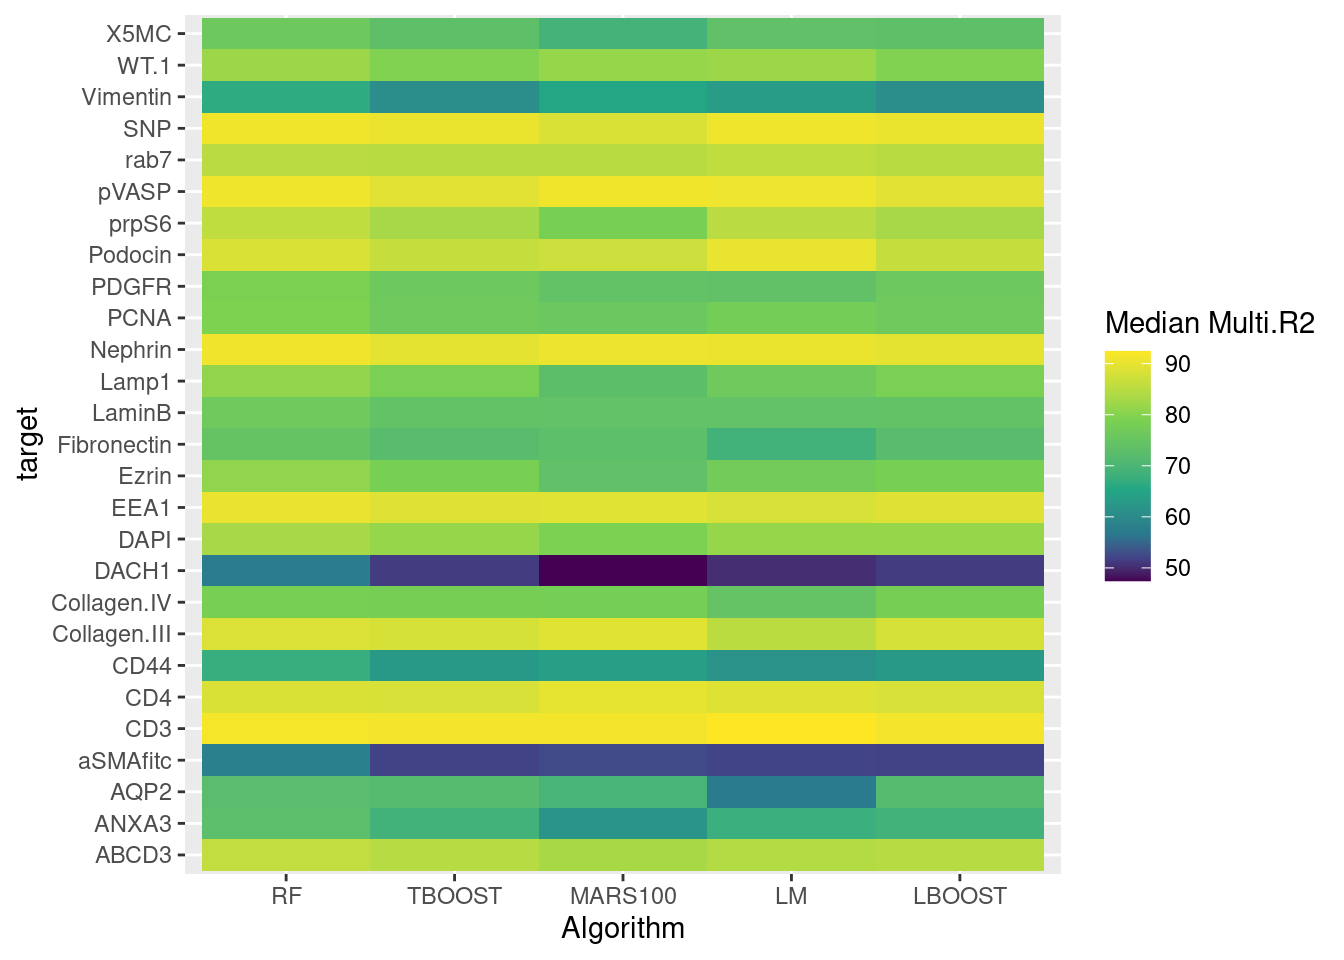 X5MC
WT.1
Vimentin
SNP
rab7
pVASP
prpS6
Podocin
PDGFR
PCNA
Nephrin
Lamp1
LaminB
Fibronectin
Ezrin
EEA1
DAPI
DACH1
Collagen.IV
Collagen.III
CD44
CD4
CD3
aSMAfitc
AQP2
ANXA3
ABCD3
target
RF TBOOST MARS100 LM LBOOST
Algorithm
Median Multi.R2
90
80
70
60
50